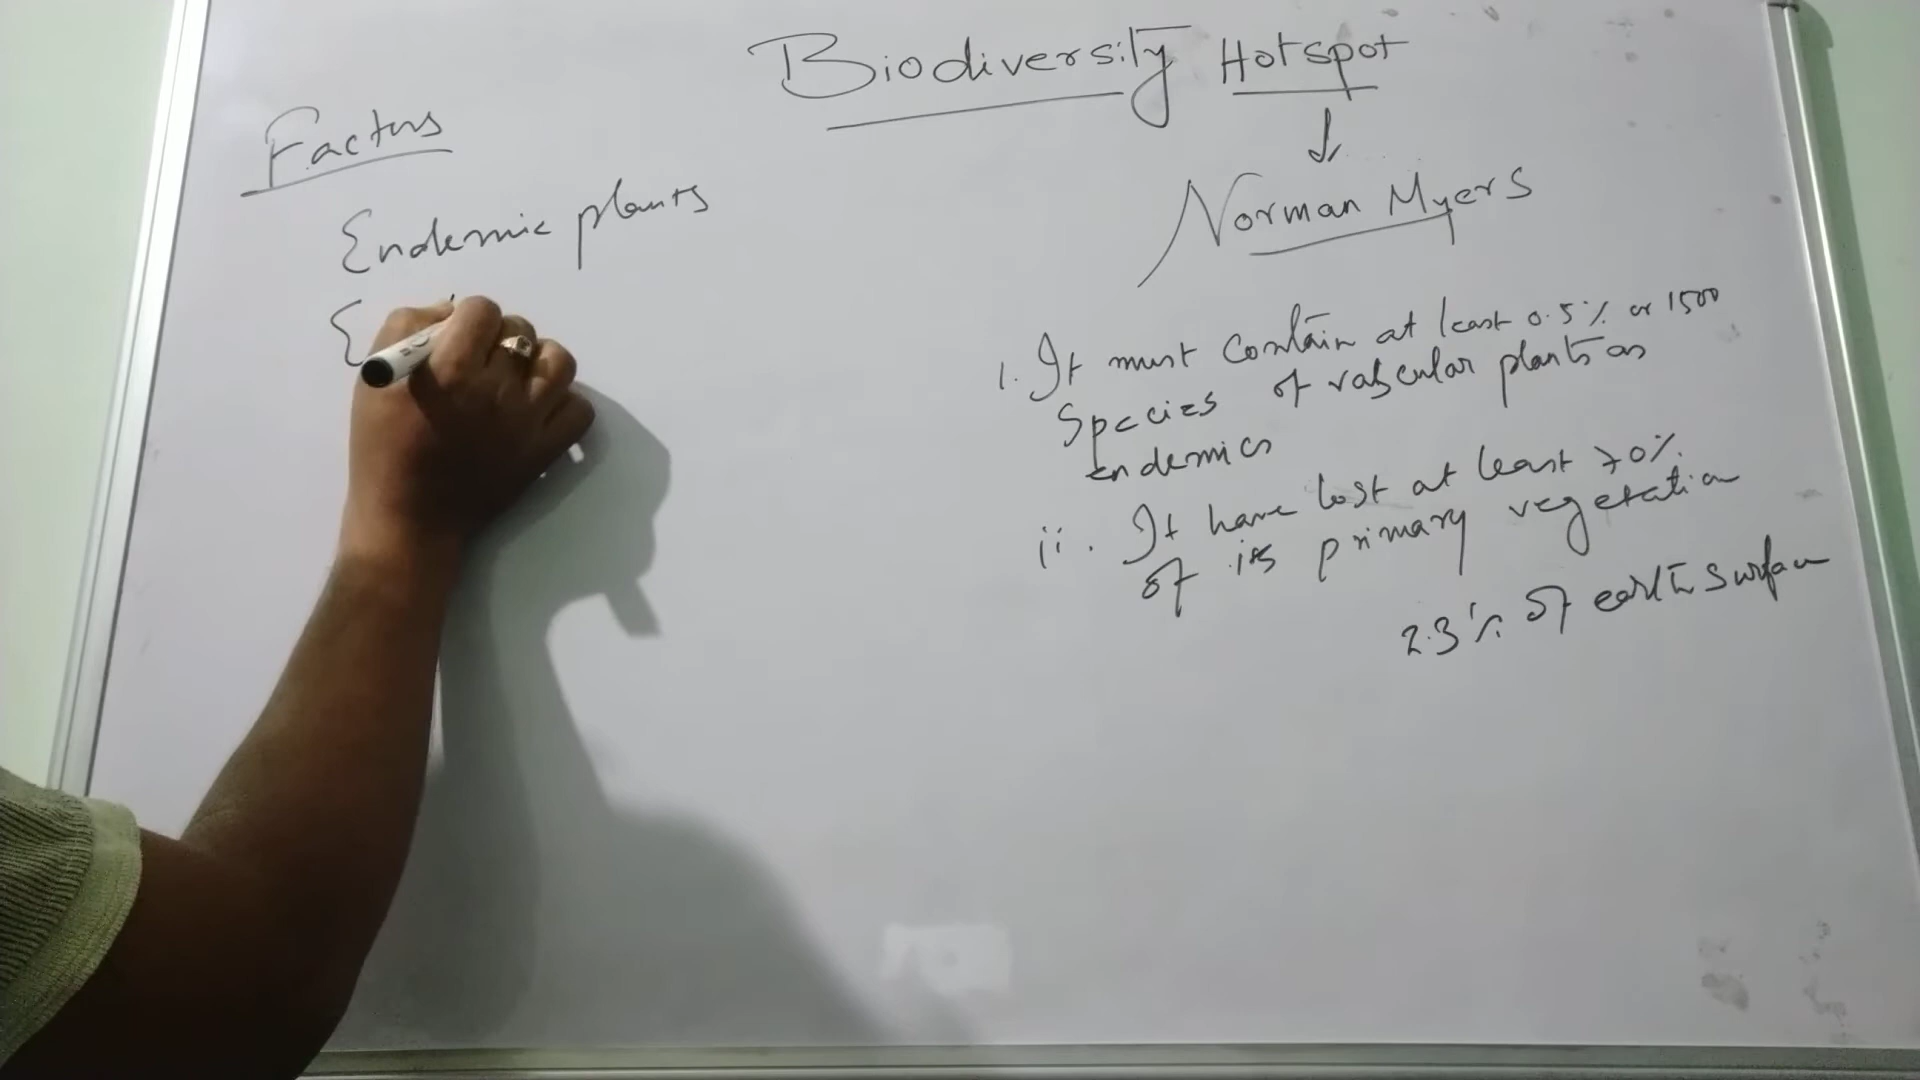 Biodiversity Hotspot
Factors
Norman Myers
Endemic plants
E
i. It must contain at least 0.5% or 1500
Species of vascular plants as
endemics
ii. It have lost at least 70%
of its primary vegetation
2.3% of earth surface